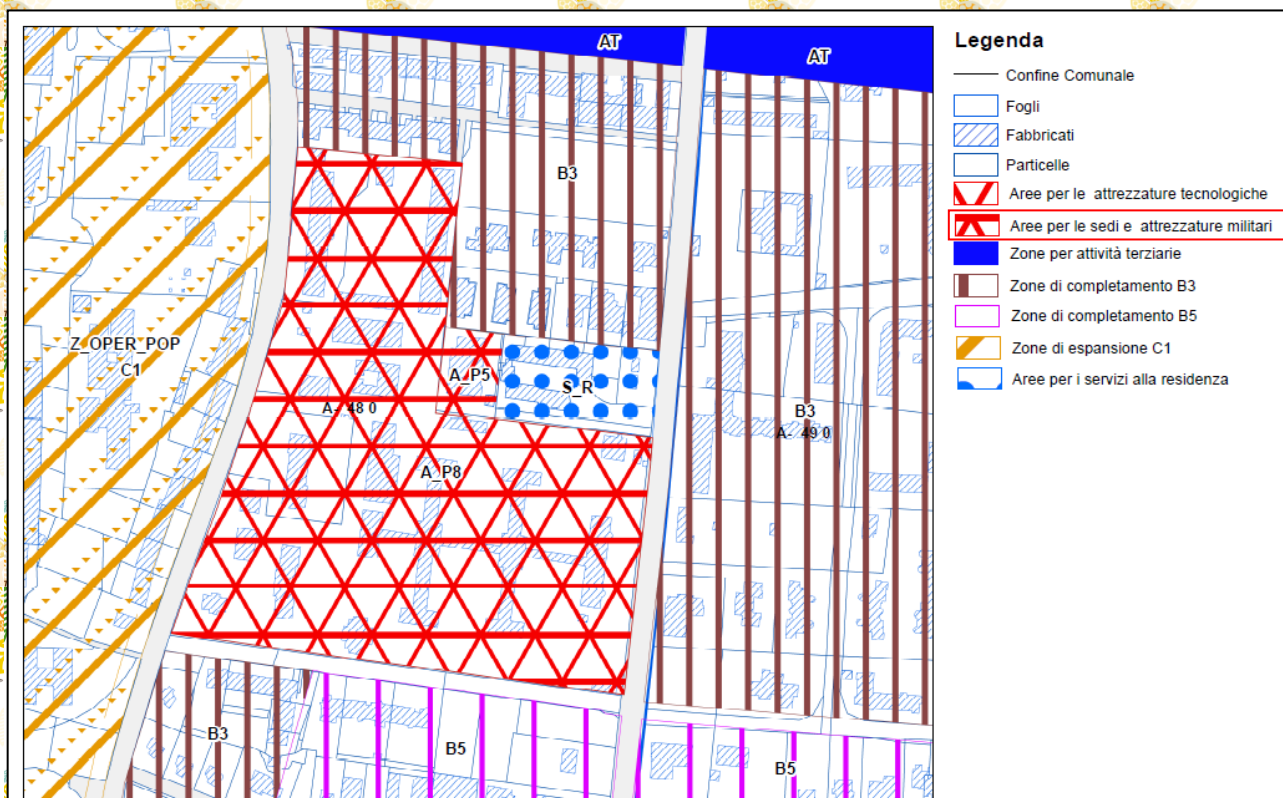 AT
AT
B3
Z_OPER_POP
C1
A_P5
S_R
A- 48 0
B3
A- 49 0
A_P8
B3
B5
B5
Legenda
Confine Comunale
Fogli
Fabbricati
Particelle
Aree per le attrezzature tecnologiche
Aree per le sedi e attrezzature militari
Zone per attività terziarie
Zone di completamento B3
Zone di completamento B5
Zone di espansione C1
Aree per i servizi alla residenza